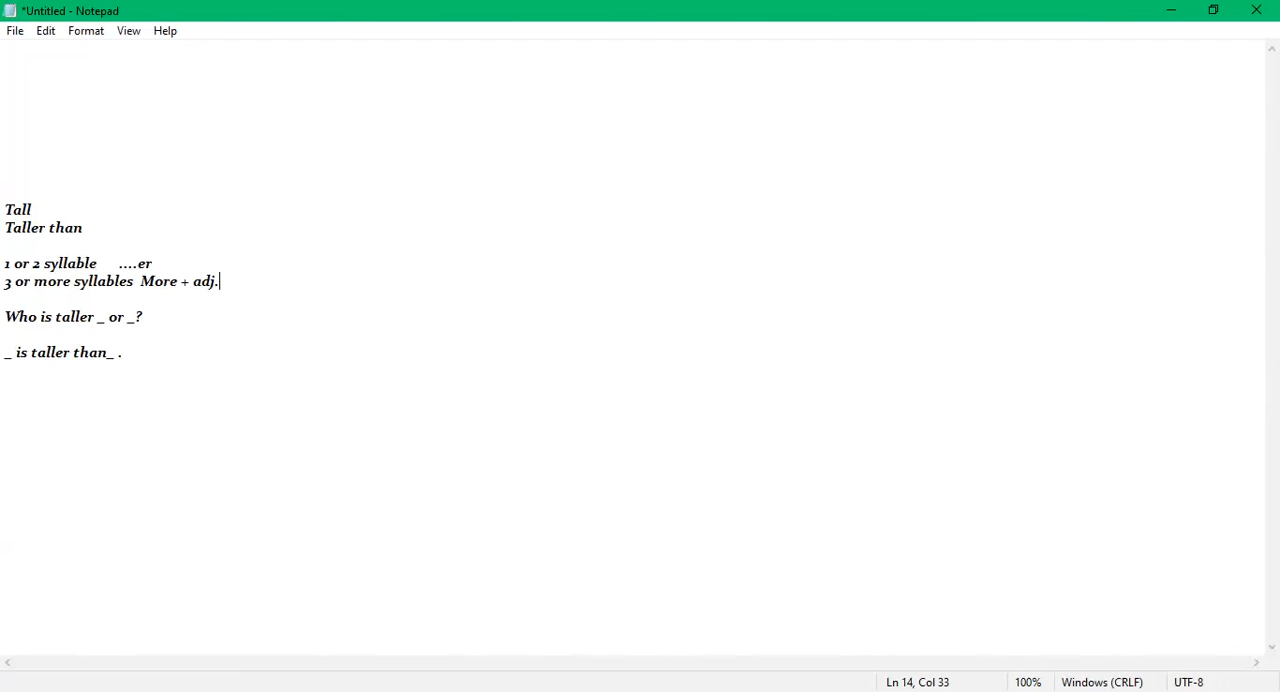 *Untitled - Notepad
File Edit Format View Help
Tall
Taller than
1 or 2 syllable ....er
3 or more syllables More + adj.
Who is taller _ or _?
_ is taller than_ .
Ln 14, Col 33 100% Windows (CRLF) UTF-8